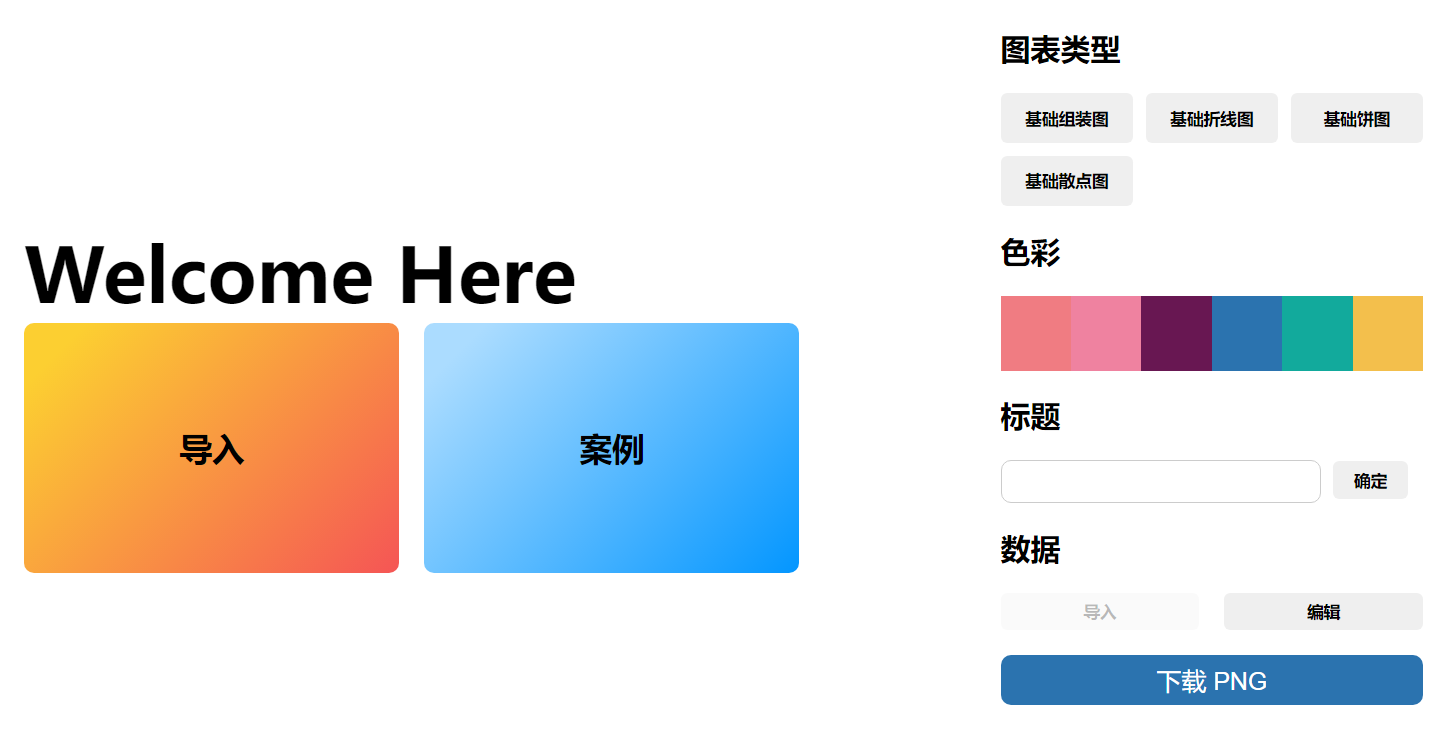 Welcome Here
导入
案例
图表类型
基础组装图
基础折线图
基础饼图
基础散点图
色彩
标题
确定
数据
导入
编辑
下载 PNG